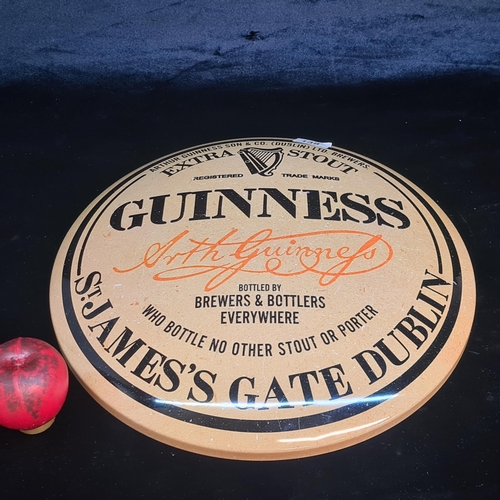 ARTHUR GUINNESS SON & CO. (DUBLIN) LTD. BREWERS.
EXTRA STOUT
REGISTERED TRADE MARKS
GUINNESS
Arth Guinness
BOTTLED BY
BREWERS & BOTTLERS
EVERYWHERE
WHO BOTTLE NO OTHER STOUT OR PORTER
ST. JAMES'S GATE DUBLIN